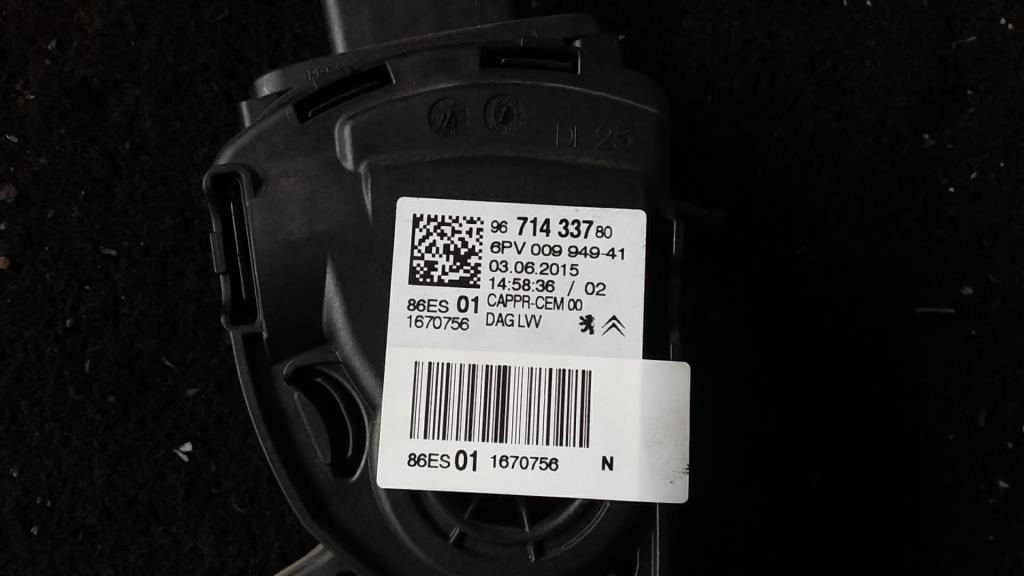 DF23
96 714 337 80
6PV 009 949-41
03.06.2015
14:58:36 / 02
86ES 01 CAPPR-CEM 00
1670756 DAG LVV
86ES 01 1670756 N